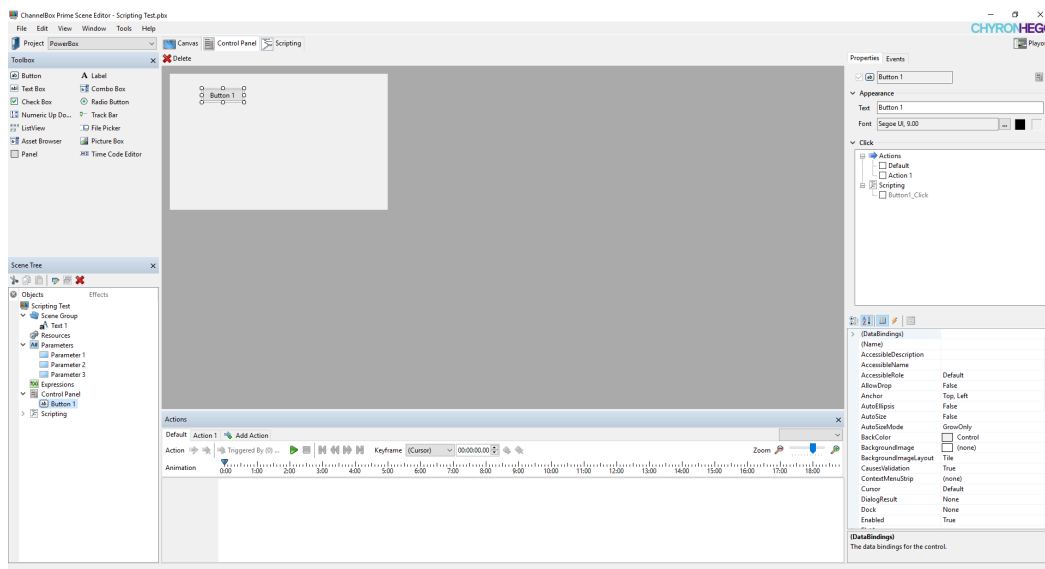 ChannelBox Prime Scene Editor - Scripting Test.pbx
File Edit View Window Tools Help
CHYRONHEGO
Project PowerBox
Canvas Control Panel Scripting
Playou
Toolbox
Delete
Properties Events
Button A Label
Text Box Combo Box
Check Box Radio Button
Numeric Up Do... Track Bar
ListView File Picker
Asset Browser Picture Box
Panel Time Code Editor
Button 1
Button 1
Appearance
Text Button 1
Font Segoe UI, 9.00 ...
Click
Actions
Default
Action 1
Scripting
Button1_Click
Scene Tree
Objects Effects
Scripting Test
Scene Group
Text 1
Resources
Parameters
Parameter 1
Parameter 2
Parameter 3
Expressions
Control Panel
Button 1
Scripting
Actions
Default Action 1 Add Action
Action Triggered By (0) ... Keyframe (Cursor) 00:00:00.00 Zoom
Animation 0:00 1:00 2:00 3:00 4:00 5:00 6:00 7:00 8:00 9:00 10:00 11:00 12:00 13:00 14:00 15:00 16:00 17:00 18:00
(DataBindings)
(Name)
AccessibleDescription
AccessibleName
AccessibleRole Default
AllowDrop False
Anchor Top, Left
AutoEllipsis False
AutoSize False
AutoSizeMode GrowOnly
BackColor Control
BackgroundImage (none)
BackgroundImageLayout Tile
CausesValidation True
ContextMenuStrip (none)
Cursor Default
DialogResult None
Dock None
Enabled True
(DataBindings)
The data bindings for the control.